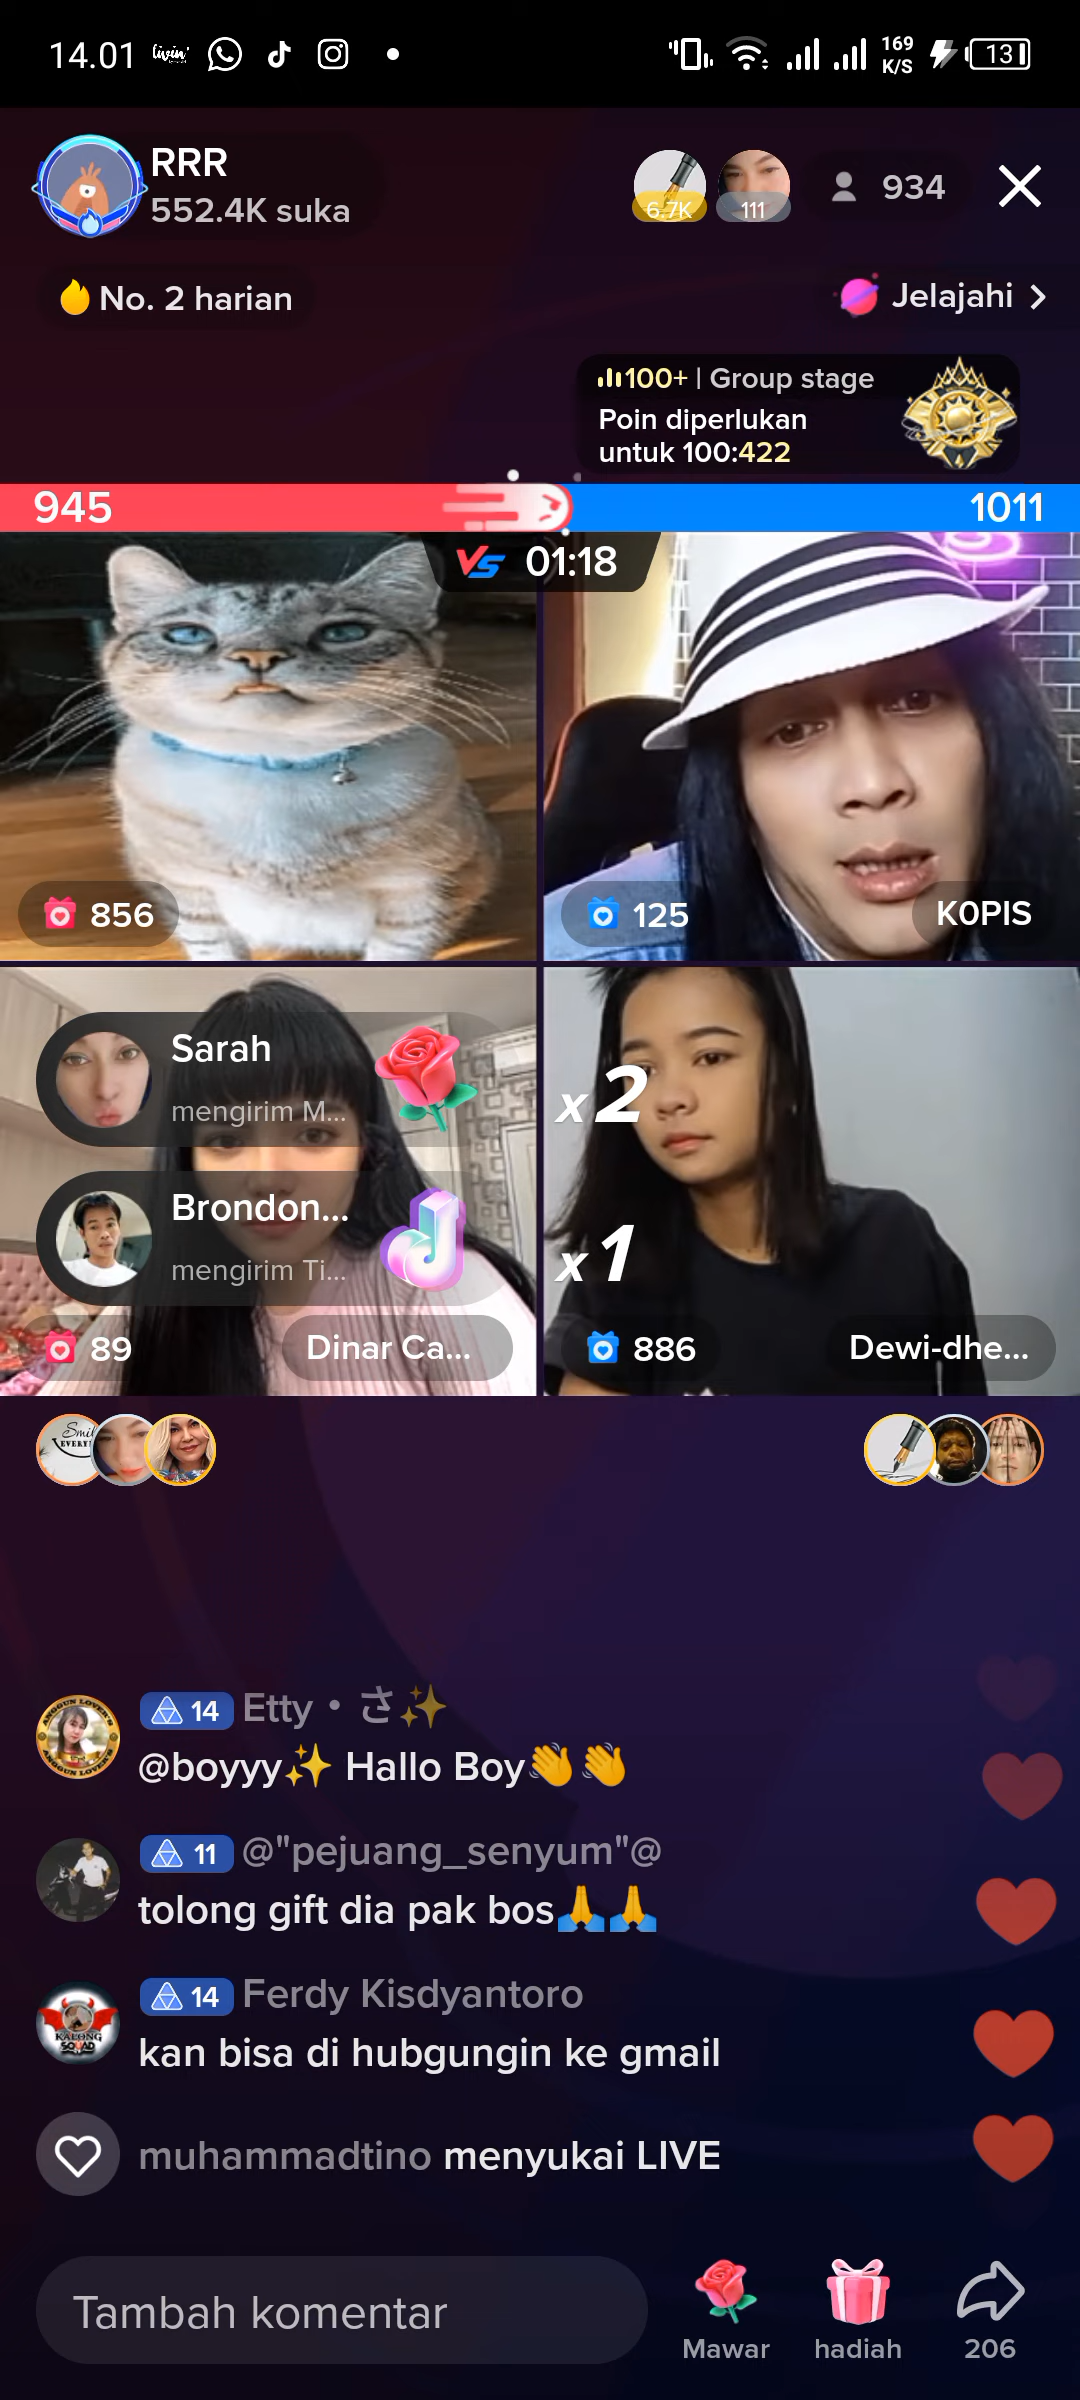 14.01 livin'
169
K/S
13
RRR
552.4K suka
6.7K
111
934
No. 2 harian
Jelajahi
100+ | Group stage
Poin diperlukan
untuk 100:422
945
1011
VS 01:18
856
125
K0PIS
Sarah
mengirim M...
x2
Brondon...
mengirim Ti...
x1
89
Dinar Ca...
886
Dewi-dhe...
14 Etty • さ✨
@boyyy✨ Hallo Boy👋👋
11 @"pejuang_senyum"@
tolong gift dia pak bos🙏🙏
14 Ferdy Kisdyantoro
kan bisa di hubgungin ke gmail
muhammadtino menyukai LIVE
Tambah komentar
Mawar
hadiah
206